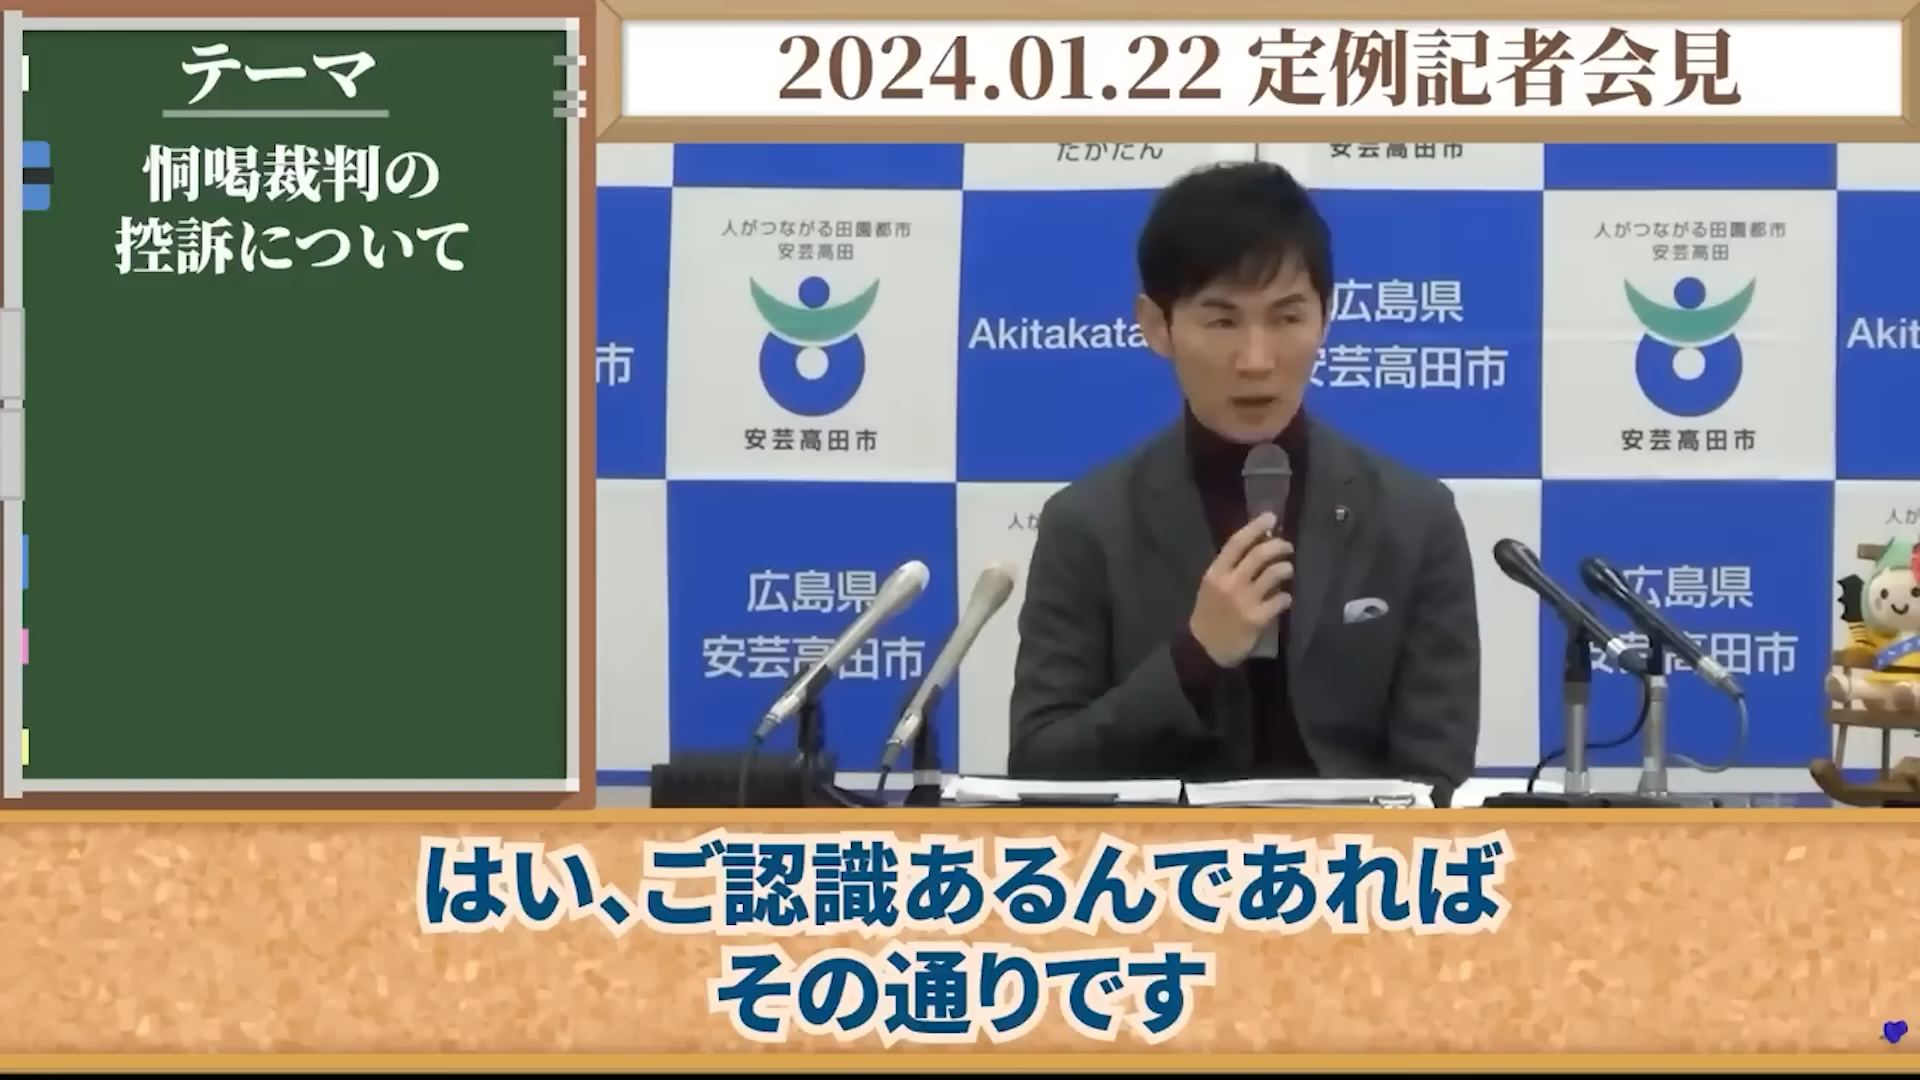 テーマ
恫喝裁判の
控訴について
2024.01.22 定例記者会見
たかたん
安芸高田市
人がつながる田園都市
安芸高田
安芸高田市
Akitakata
広島県
安芸高田市
人がつながる田園都市
安芸高田
安芸高田市
市
広島県
安芸高田市
広島県
安芸高田市
はい、ご認識あるんであれば
その通りです